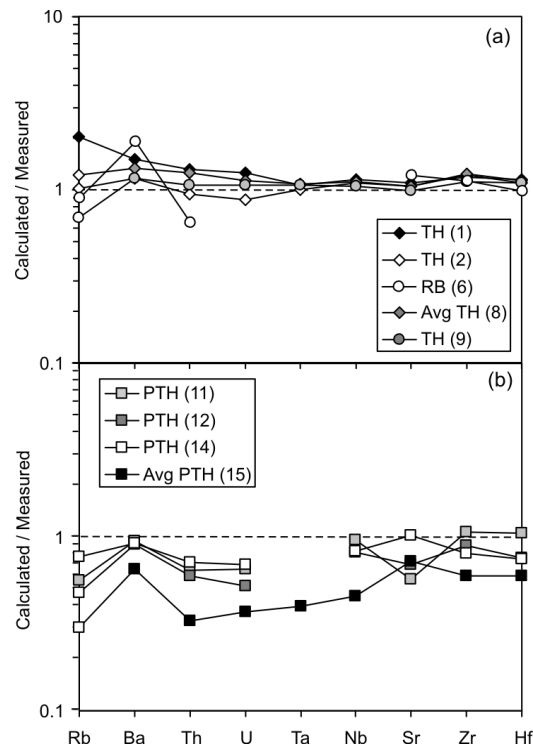 10
(a)
Calculated / Measured
1
TH (1)
TH (2)
RB (6)
Avg TH (8)
TH (9)
0.1
(b)
PTH (11)
PTH (12)
PTH (14)
Avg PTH (15)
Calculated / Measured
1
0.1
Rb Ba Th U Ta Nb Sr Zr Hf